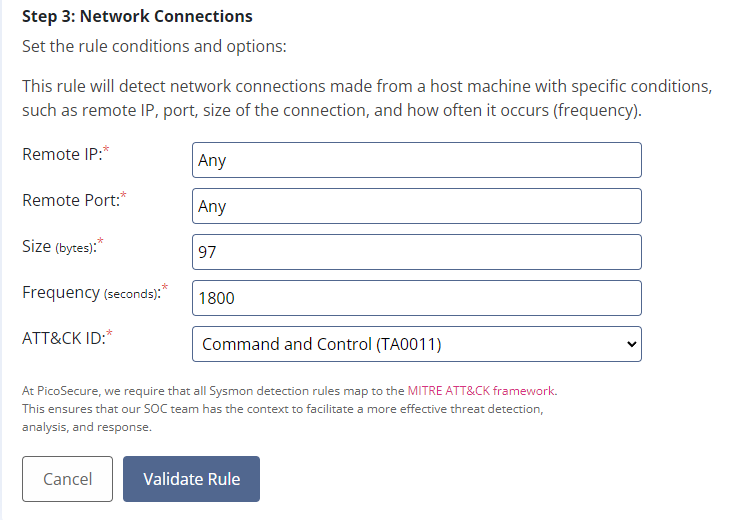 Step 3: Network Connections
Set the rule conditions and options:
This rule will detect network connections made from a host machine with specific conditions,
such as remote IP, port, size of the connection, and how often it occurs (frequency).
Remote IP:* Any
Remote Port:* Any
Size (bytes):* 97
Frequency (seconds):* 1800
ATT&CK ID:* Command and Control (TA0011)
At PicoSecure, we require that all Sysmon detection rules map to the MITRE ATT&CK framework.
This ensures that our SOC team has the context to facilitate a more effective threat detection,
analysis, and response.
Cancel Validate Rule